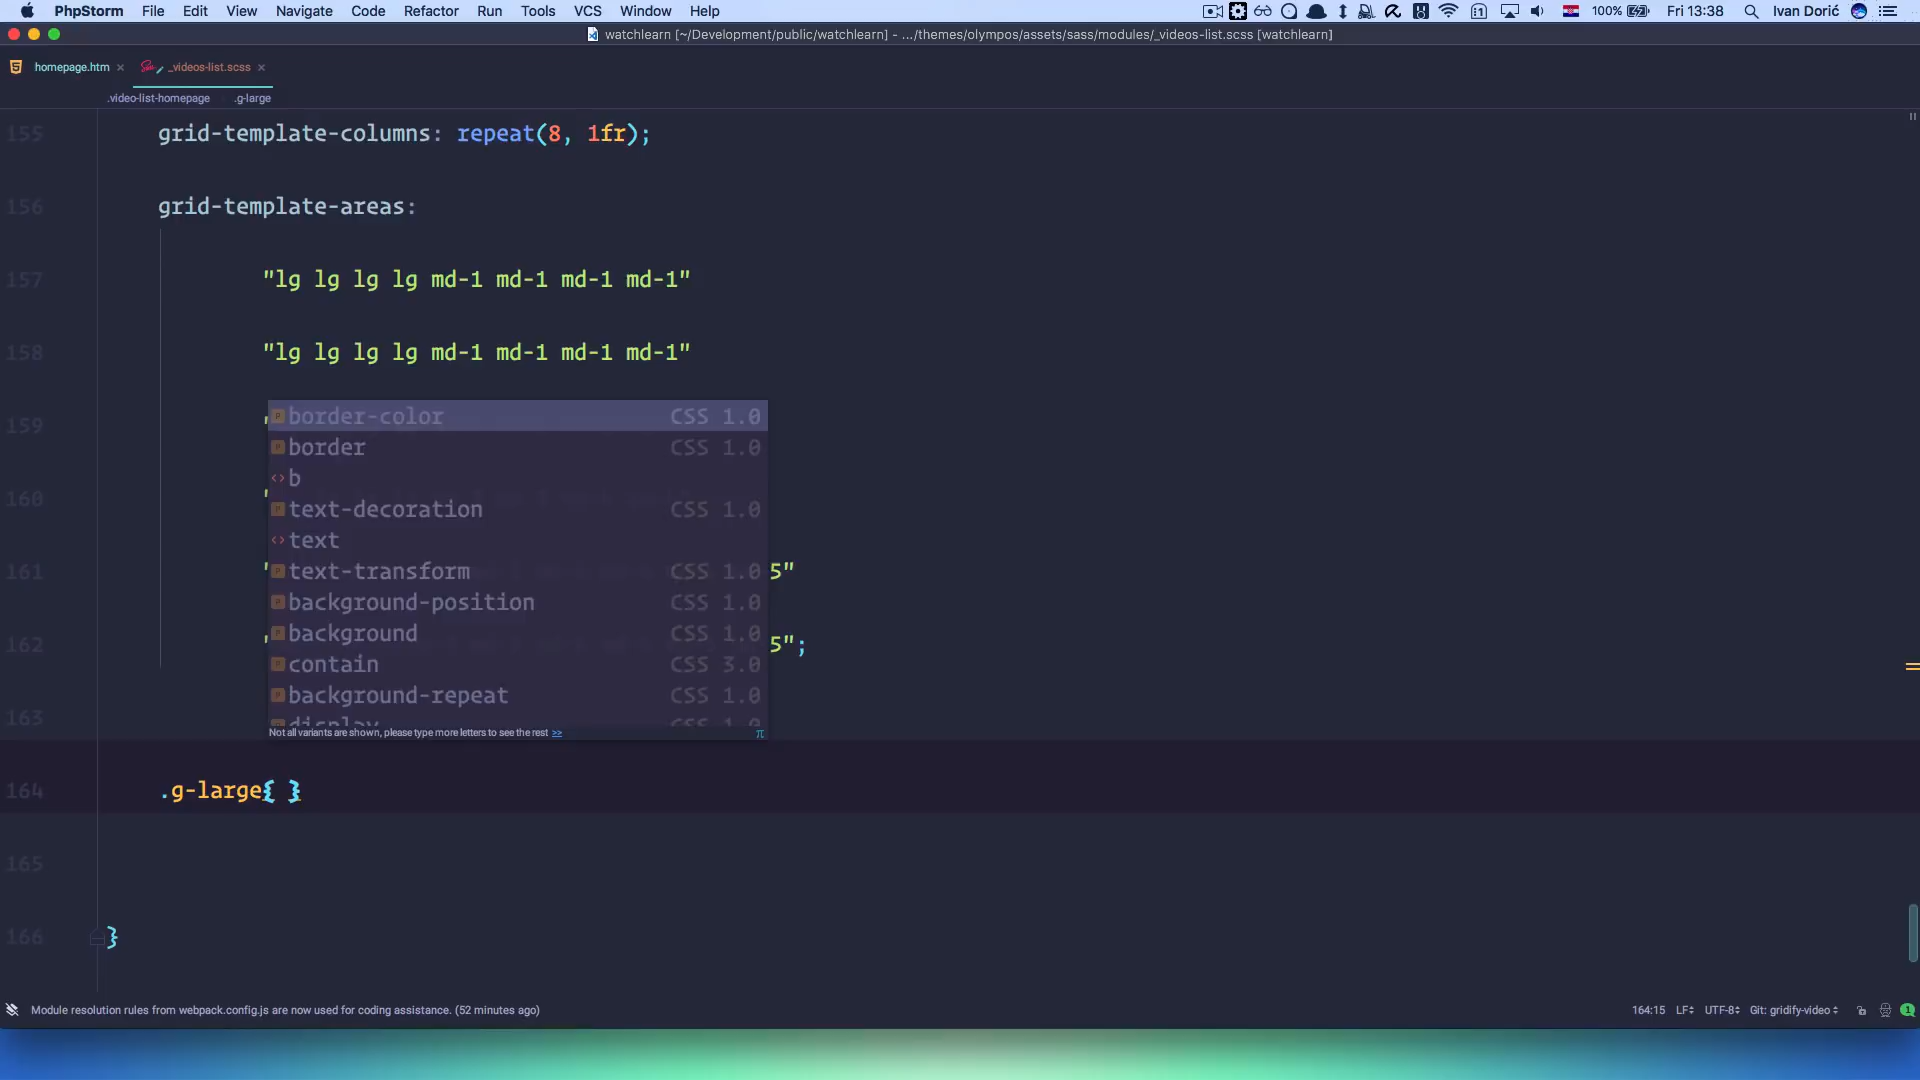 PhpStorm File Edit View Navigate Code Refactor Run Tools VCS Window Help 100% Fri 13:38 Ivan Dorić
watchlearn [~/Development/public/watchlearn] - .../themes/olympos/assets/sass/modules/_videos-list.scss [watchlearn]
homepage.htm × _videos-list.scss ×
.video-list-homepage .g-large
155 grid-template-columns: repeat(8, 1fr);
156 grid-template-areas:
157 "lg lg lg lg md-1 md-1 md-1 md-1"
158 "lg lg lg lg md-1 md-1 md-1 md-1"
159
border-color CSS 1.0
border CSS 1.0
b
160
text-decoration CSS 1.0
text
161 5"
text-transform CSS 1.0
background-position CSS 1.0
background CSS 1.0
162 5";
contain CSS 3.0
background-repeat CSS 1.0
display CSS 1.0
163
Not all variants are shown, please type more letters to see the rest >> π
164 .g-large{ }
165
166 }
Module resolution rules from webpack.config.js are now used for coding assistance. (52 minutes ago) 164:15 LF UTF-8 Git: gridify-video 1